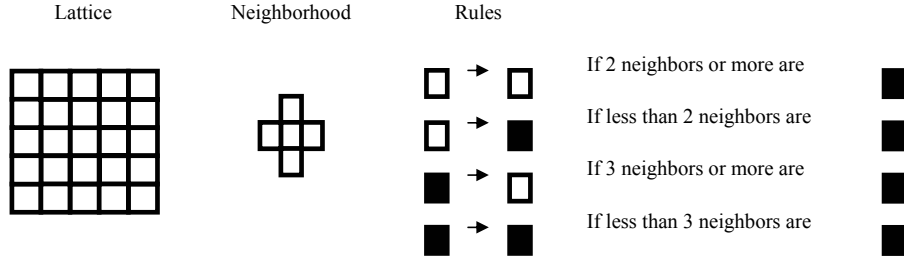 Lattice Neighborhood Rules
If 2 neighbors or more are
If less than 2 neighbors are
If 3 neighbors or more are
If less than 3 neighbors are